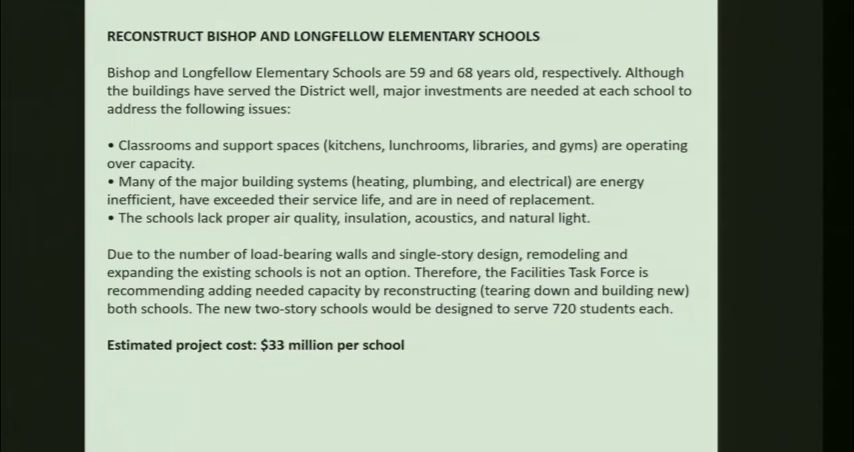 RECONSTRUCT BISHOP AND LONGFELLOW ELEMENTARY SCHOOLS
Bishop and Longfellow Elementary Schools are 59 and 68 years old, respectively. Although
the buildings have served the District well, major investments are needed at each school to
address the following issues:
• Classrooms and support spaces (kitchens, lunchrooms, libraries, and gyms) are operating
over capacity.
• Many of the major building systems (heating, plumbing, and electrical) are energy
inefficient, have exceeded their service life, and are in need of replacement.
• The schools lack proper air quality, insulation, acoustics, and natural light.
Due to the number of load-bearing walls and single-story design, remodeling and
expanding the existing schools is not an option. Therefore, the Facilities Task Force is
recommending adding needed capacity by reconstructing (tearing down and building new)
both schools. The new two-story schools would be designed to serve 720 students each.
Estimated project cost: $33 million per school